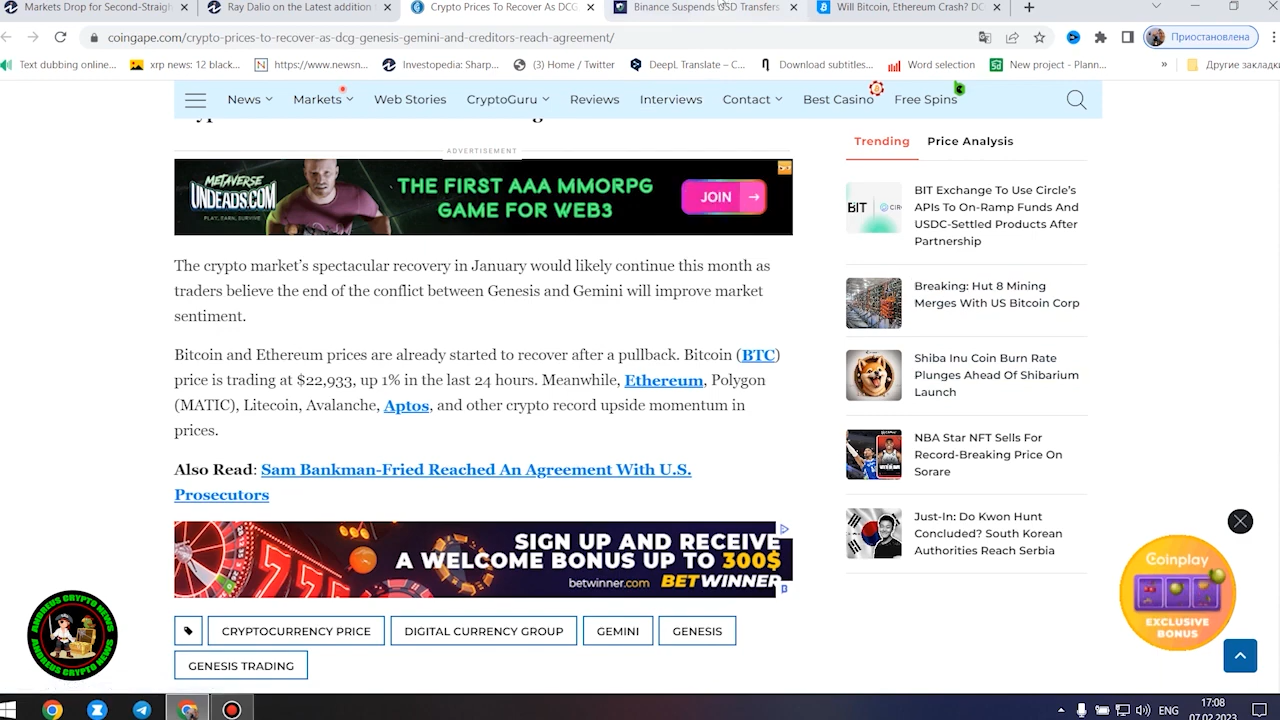 Markets Drop for Second-Straigh
Ray Dalio on the Latest addition
Crypto Prices To Recover As DCG,
Binance Suspends USD Transfers
Will Bitcoin, Ethereum Crash? DC
coingape.com/crypto-prices-to-recover-as-dcg-genesis-gemini-and-creditors-reach-agreement/
Приостановлена
Text dubbing online...
xrp news: 12 black...
https://www.newsn...
Investopedia: Sharp...
(3) Home / Twitter
DeepL Translate – C...
Download subtitles...
Word selection
New project - Plann...
»
Другие закладки
News
Markets
Web Stories
CryptoGuru
Reviews
Interviews
Contact
Best Casino
Free Spins
ADVERTISEMENT
METAVERSE
UNDEADS.COM
PLAY, EARN, SURVIVE
THE FIRST AAA MMORPG
GAME FOR WEB3
JOIN →
The crypto market's spectacular recovery in January would likely continue this month as
traders believe the end of the conflict between Genesis and Gemini will improve market
sentiment.
Bitcoin and Ethereum prices are already started to recover after a pullback. Bitcoin (BTC)
price is trading at $22,933, up 1% in the last 24 hours. Meanwhile, Ethereum, Polygon
(MATIC), Litecoin, Avalanche, Aptos, and other crypto record upside momentum in
prices.
Also Read: Sam Bankman-Fried Reached An Agreement With U.S.
Prosecutors
SIGN UP AND RECEIVE
A WELCOME BONUS UP TO 300$
betwinner.com BETWINNER
CRYPTOCURRENCY PRICE
DIGITAL CURRENCY GROUP
GEMINI
GENESIS
GENESIS TRADING
Trending
Price Analysis
BIT
CIR
BIT Exchange To Use Circle's
APIs To On-Ramp Funds And
USDC-Settled Products After
Partnership
Breaking: Hut 8 Mining
Merges With US Bitcoin Corp
Shiba Inu Coin Burn Rate
Plunges Ahead Of Shibarium
Launch
NBA Star NFT Sells For
Record-Breaking Price On
Sorare
Just-In: Do Kwon Hunt
Concluded? South Korean
Authorities Reach Serbia
Coinplay
EXCLUSIVE
BONUS
ANDREUS CRYPTO NEWS
ANDREUS CRYPTO NEWS
ENG
17:08
07.02.2023